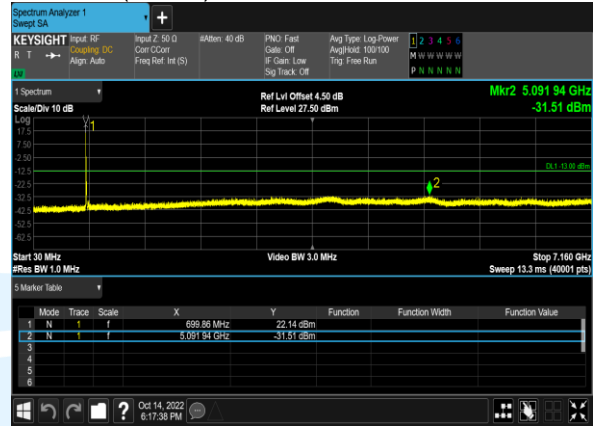 Spectrum Analyzer 1
Swept SA
+
KEYSIGHT Input: RF Input Z: 50 Ω #Atten: 40 dB PNO: Fast Avg Type: Log-Power 1 2 3 4 5 6
R T Coupling: DC Corr CCorr Gate: Off Avg|Hold: 100/100 M W W W W W
Align: Auto Freq Ref: Int (S) IF Gain: Low Trig: Free Run P N N N N N
LVI Sig Track: Off
1 Spectrum Ref Lvl Offset 4.50 dB Mkr2 5.091 94 GHz
Scale/Div 10 dB Ref Level 27.50 dBm -31.51 dBm
Log
1
17.5
7.50
-2.50
-12.5 DL1 -13.00 dBm
-22.5 2
-32.5
-42.5
-52.5
-62.5
Start 30 MHz Video BW 3.0 MHz Stop 7.160 GHz
#Res BW 1.0 MHz Sweep 13.3 ms (40001 pts)
5 Marker Table
Mode Trace Scale X Y Function Function Width Function Value
1 N 1 f 699.86 MHz 22.14 dBm
2 N 1 f 5.091 94 GHz -31.51 dBm
3
4
5
6
? Oct 14, 2022
6:17:38 PM